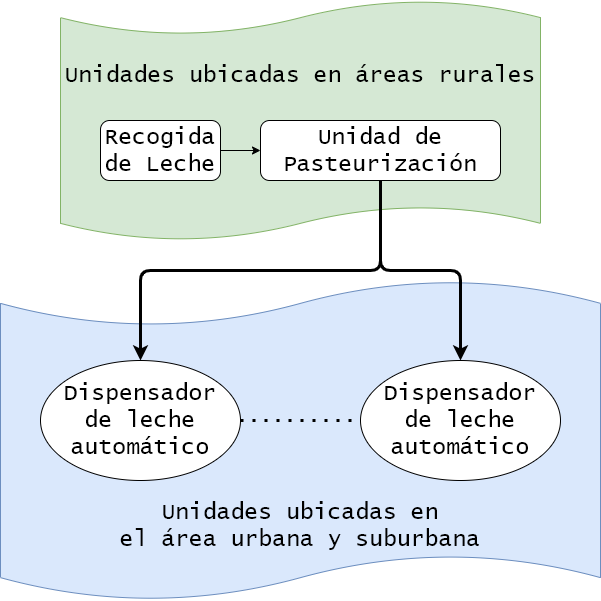 Unidades ubicadas en áreas rurales
Recogida
de Leche
Unidad de
Pasteurización
Dispensador
de leche
automático
Dispensador
de leche
automático
Unidades ubicadas en
el área urbana y suburbana